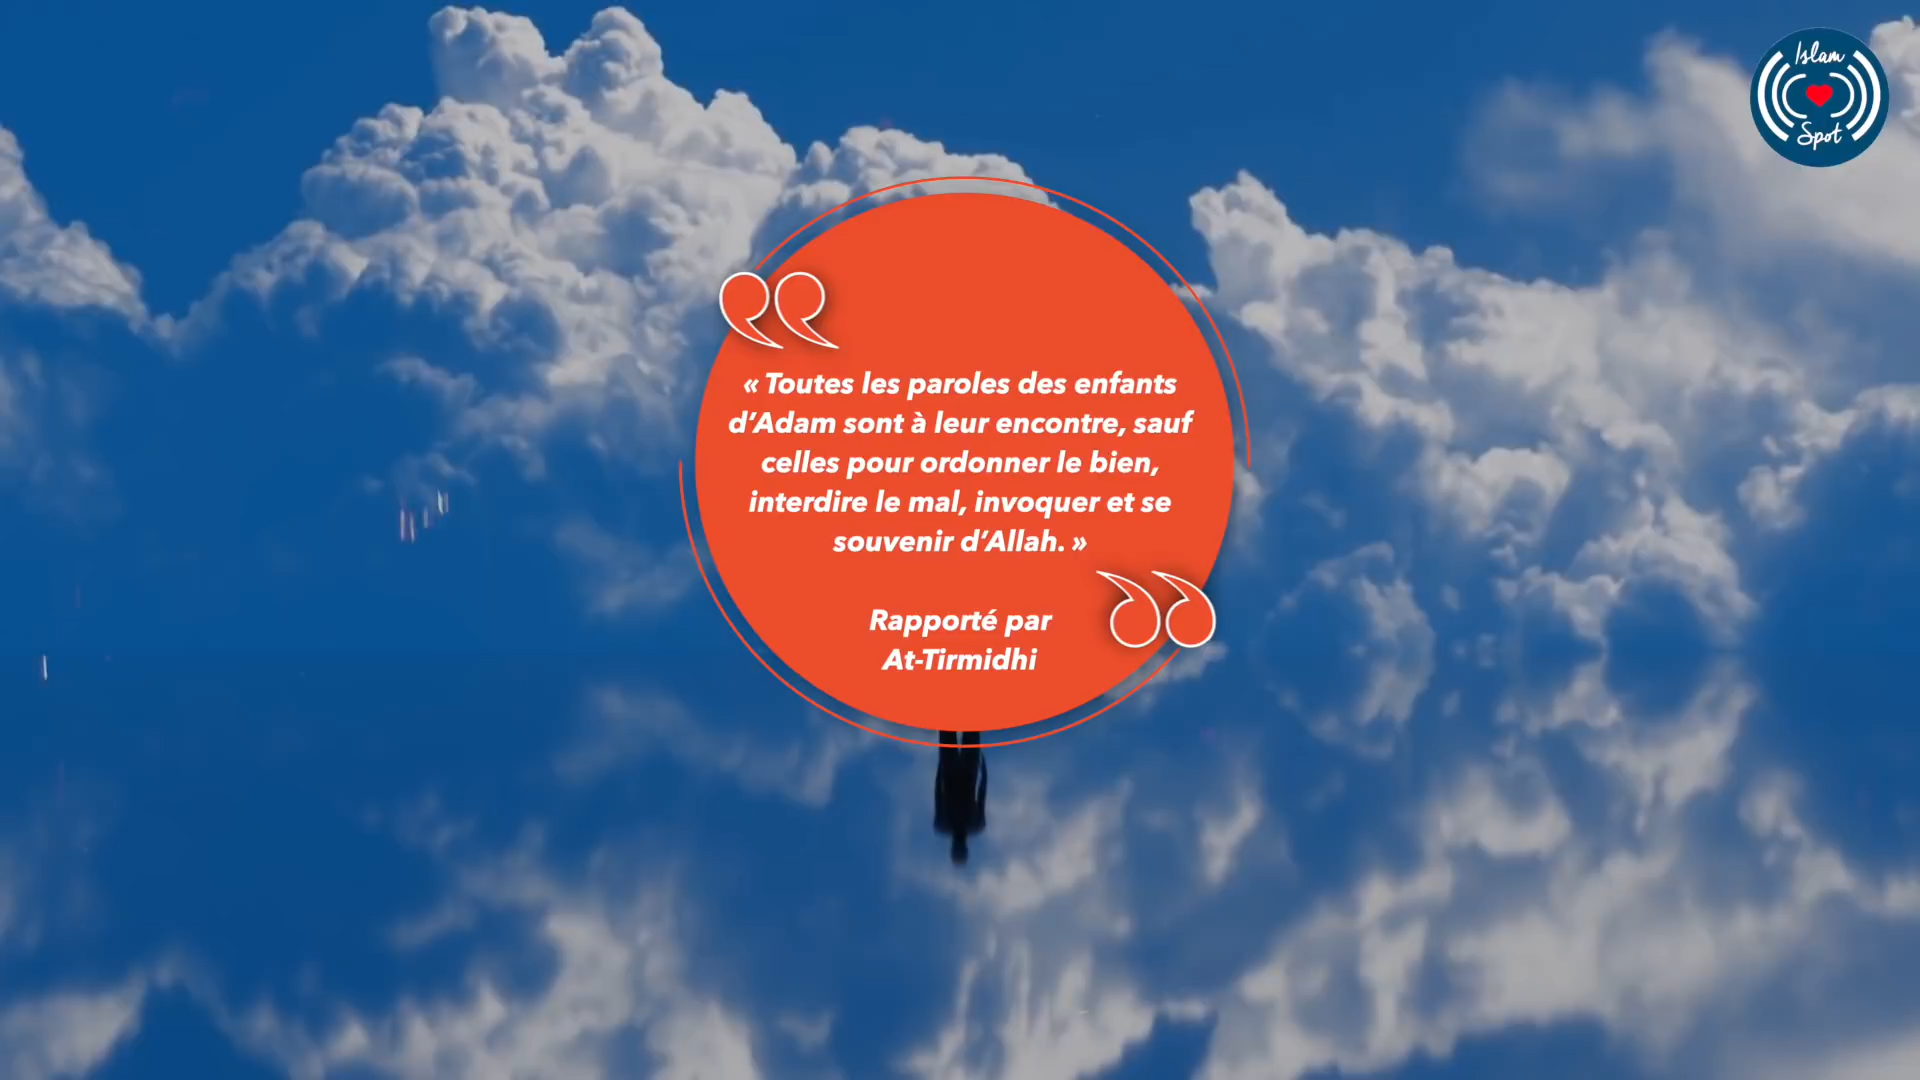 Islam
Spot
« Toutes les paroles des enfants
d’Adam sont à leur encontre, sauf
celles pour ordonner le bien,
interdire le mal, invoquer et se
souvenir d’Allah. »
Rapporté par
At-Tirmidhi